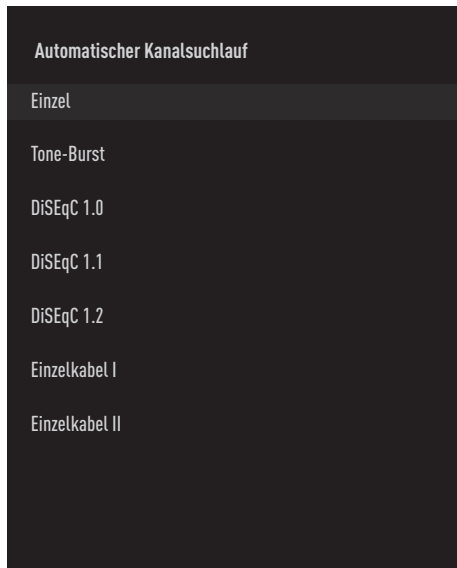 Automatischer Kanalsuchlauf
Einzel
Tone-Burst
DiSEqC 1.0
DiSEqC 1.1
DiSEqC 1.2
Einzelkabel I
Einzelkabel II